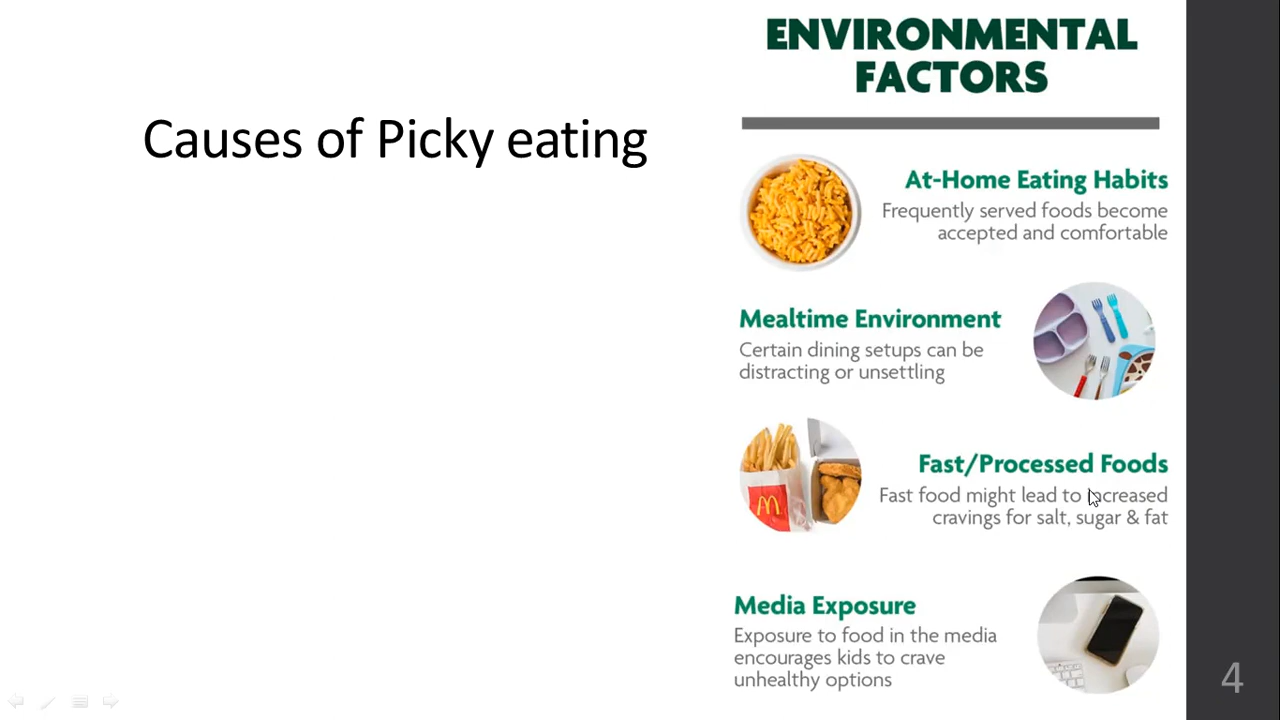 Causes of Picky eating
ENVIRONMENTAL
FACTORS
At-Home Eating Habits
Frequently served foods become
accepted and comfortable
Mealtime Environment
Certain dining setups can be
distracting or unsettling
Fast/Processed Foods
Fast food might lead to increased
cravings for salt, sugar & fat
Media Exposure
Exposure to food in the media
encourages kids to crave
unhealthy options
4